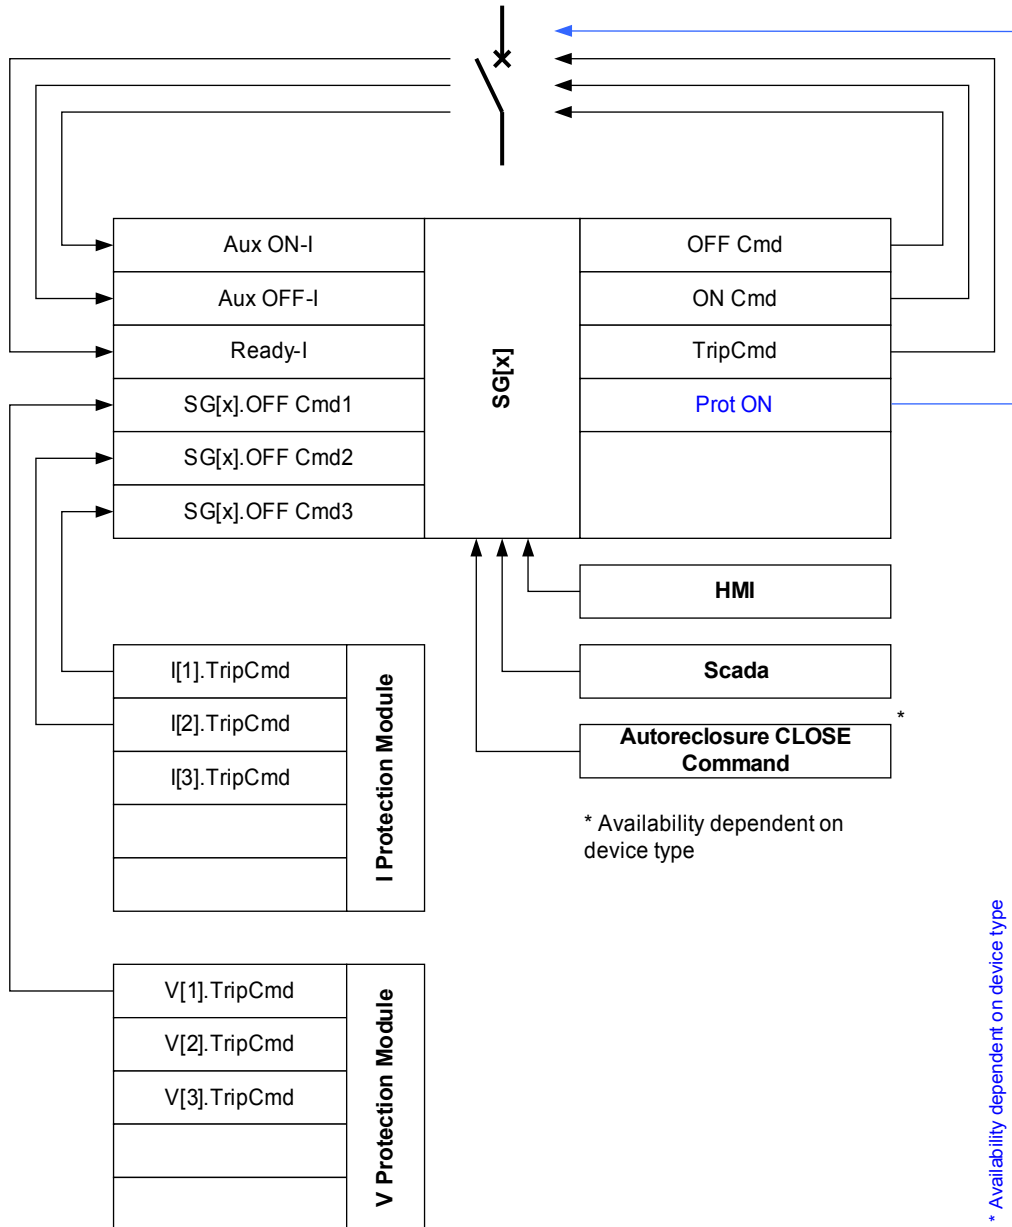 Aux ON-I
Aux OFF-I
Ready-I
SG[x].OFF Cmd1
SG[x].OFF Cmd2
SG[x].OFF Cmd3
SG[x]
OFF Cmd
ON Cmd
TripCmd
Prot ON
HMI
Scada
Autoreclosure CLOSE
Command
*
* Availability dependent on
device type
I[1].TripCmd
I[2].TripCmd
I[3].TripCmd
I Protection Module
V[1].TripCmd
V[2].TripCmd
V[3].TripCmd
V Protection Module
* Availability dependent on device type